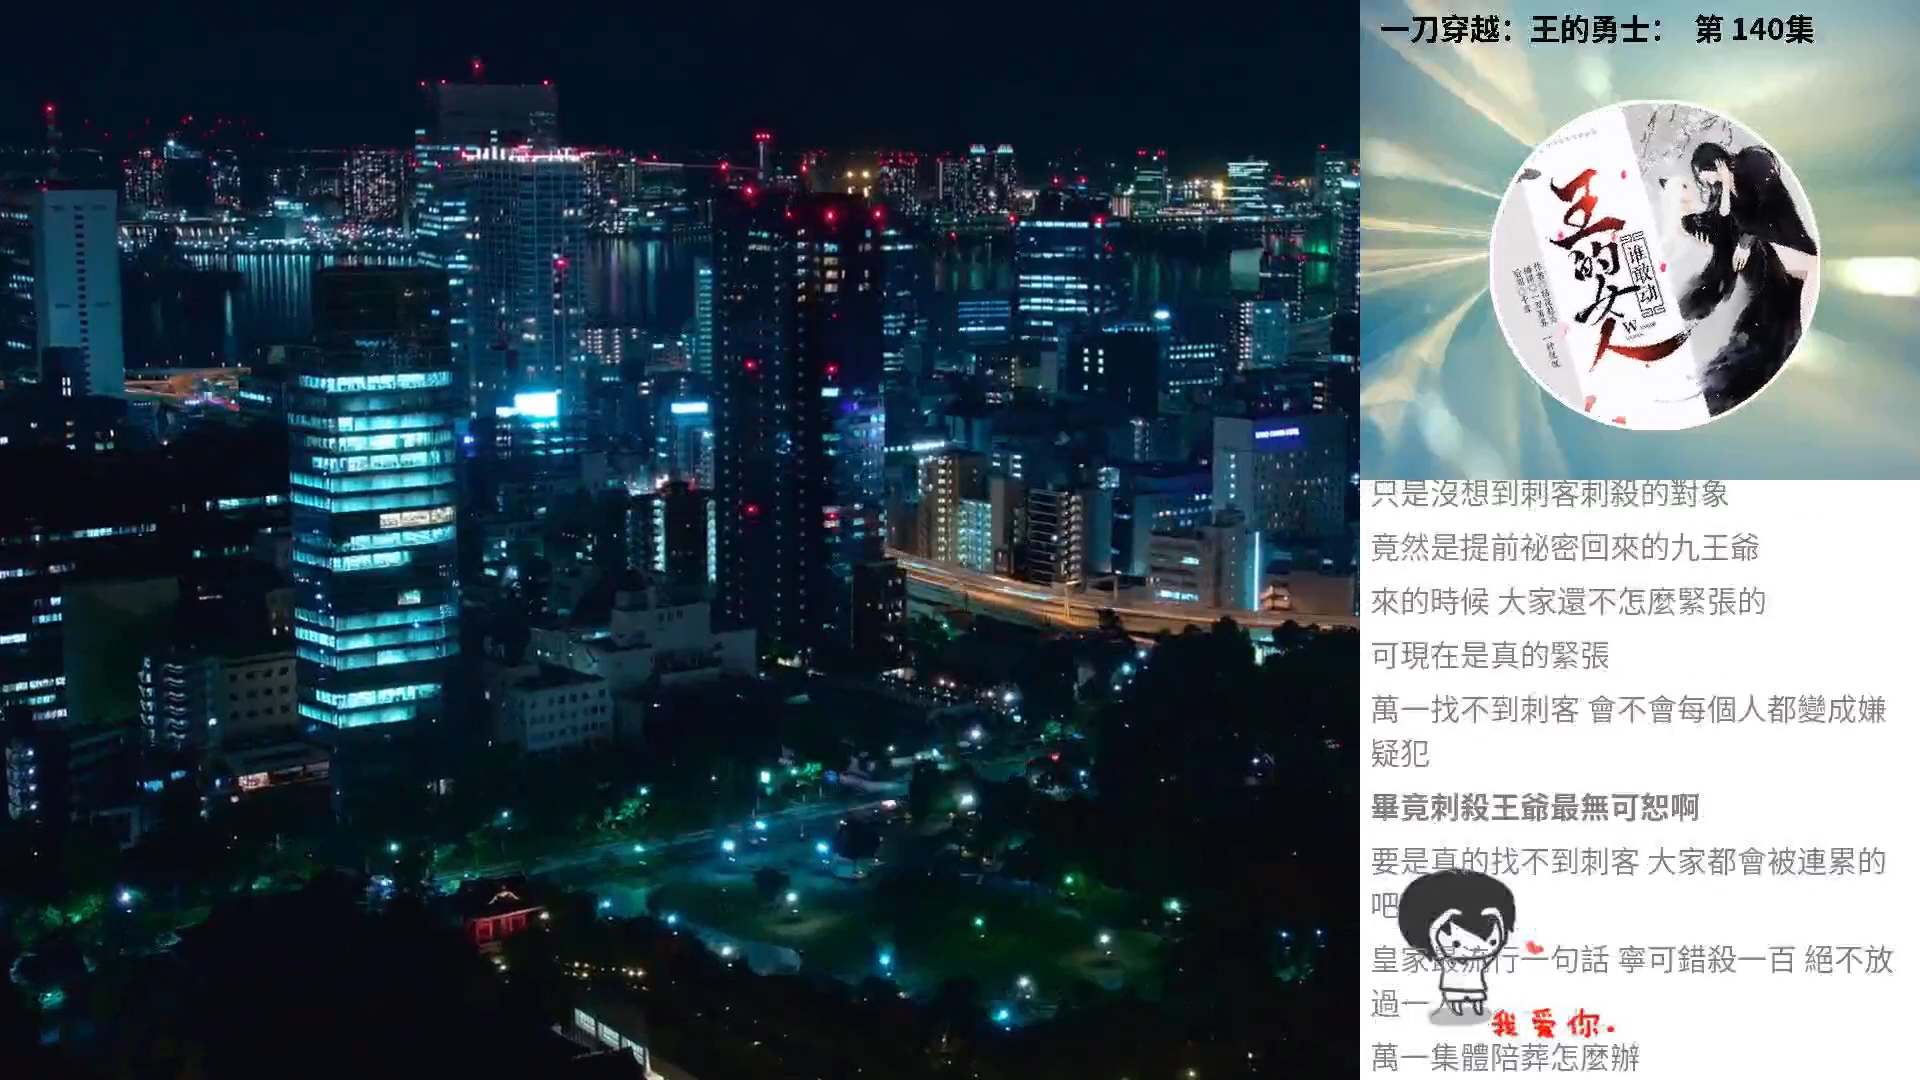 一刀穿越：王的勇士： 第 140集
王的女人
谁敢动
只是沒想到刺客刺殺的對象
竟然是提前祕密回來的九王爺
來的時候 大家還不怎麼緊張的
可現在是真的緊張
萬一找不到刺客 會不會每個人都變成嫌
疑犯
畢竟刺殺王爺最無可恕啊
要是真的找不到刺客 大家都會被連累的
吧
皇家最流行一句話 寧可錯殺一百 絕不放
過一
我爱你.
萬一集體陪葬怎麼辦